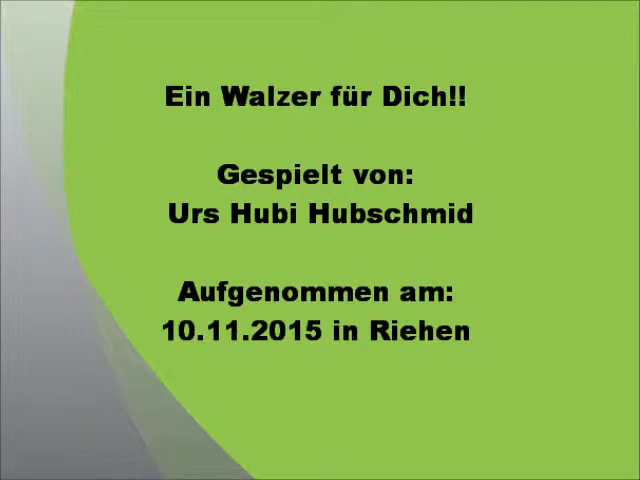 Ein Walzer für Dich!!
Gespielt von:
Urs Hubi Hubschmid
Aufgenommen am:
10.11.2015 in Riehen